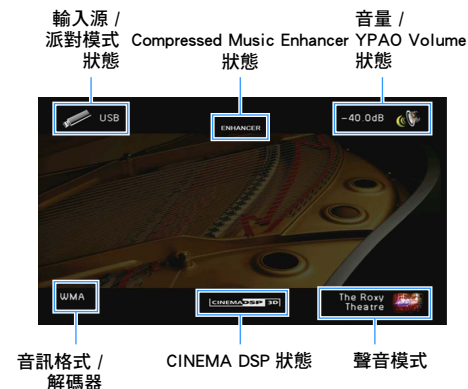 輸入源 /
派對模式
狀態
Compressed Music Enhancer
狀態
音量 /
YPAO Volume
狀態
USB
ENHANCER
-40.0dB
WMA
CINEMA DSP 3D
The Roxy
Theatre
音訊格式 /
解碼器
CINEMA DSP 狀態
聲音模式